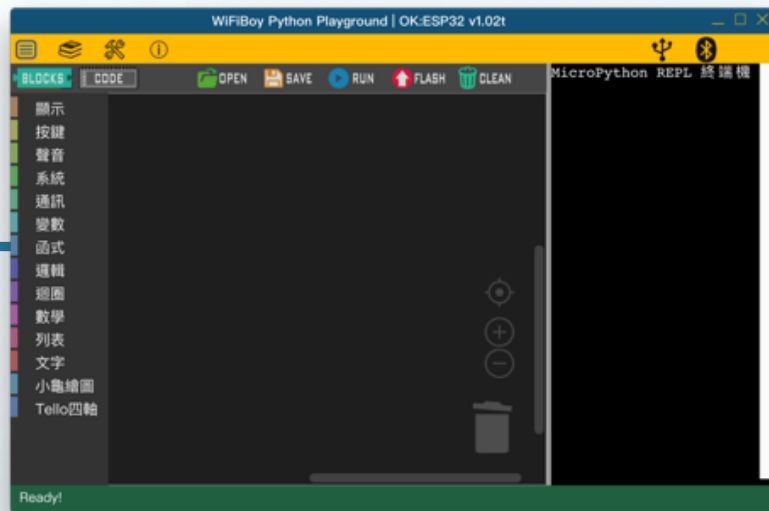 WiFiBoy Python Playground | OK:ESP32 v1.02t
BLOCKS CODE OPEN SAVE RUN FLASH CLEAN
MicroPython REPL 終端機
顯示
按鍵
聲音
系統
通訊
變數
函式
邏輯
迴圈
數學
列表
文字
小龜繪圖
Tello四軸
Ready!